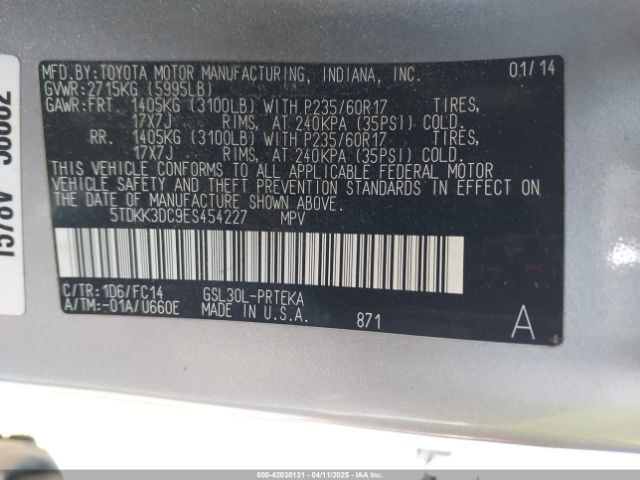 MFD.BY:TOYOTA MOTOR MANUFACTURING, INDIANA, INC. 01/14
GVWR:2715KG (5995LB)
GAWR:FRT. 1405KG (3100LB) WITH P235/60R17 TIRES,
17X7J RIMS, AT 240KPA (35PSI) COLD.
RR. 1405KG (3100LB) WITH P235/60R17 TIRES,
17X7J RIMS, AT 240KPA (35PSI) COLD.
THIS VEHICLE CONFORMS TO ALL APPLICABLE FEDERAL MOTOR
VEHICLE SAFETY AND THEFT PREVENTION STANDARDS IN EFFECT ON
THE DATE OF MANUFACTURE SHOWN ABOVE.
5TDKK3DC9ES454227 MPV
C/TR:1D6/FC14 GSL30L-PRTEKA
A/TM:-01A/U660E MADE IN U.S.A.
871 A
000-42030131 - 04/11/2025 - IAAI